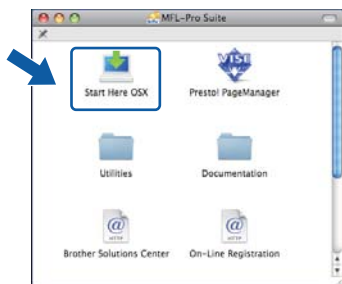 MFL-Pro Suite
Start Here OSX
Presto! PageManager
Utilities
Documentation
Brother Solutions Center
On-Line Registration